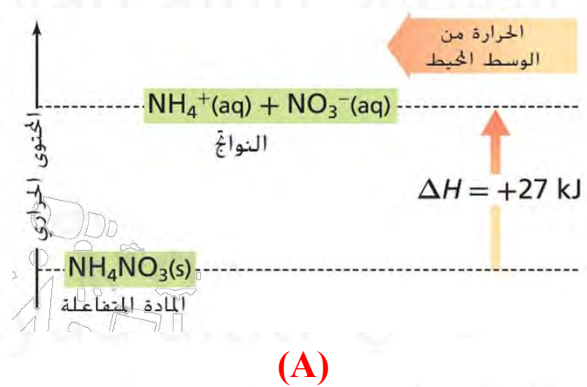 الحرارة من
الوسط المحيط
NH₄⁺(aq) + NO₃⁻(aq)
النواتج
المحتوى الحراري
ΔH = +27 kJ
NH₄NO₃(s)
المادة المتفاعلة
(A)